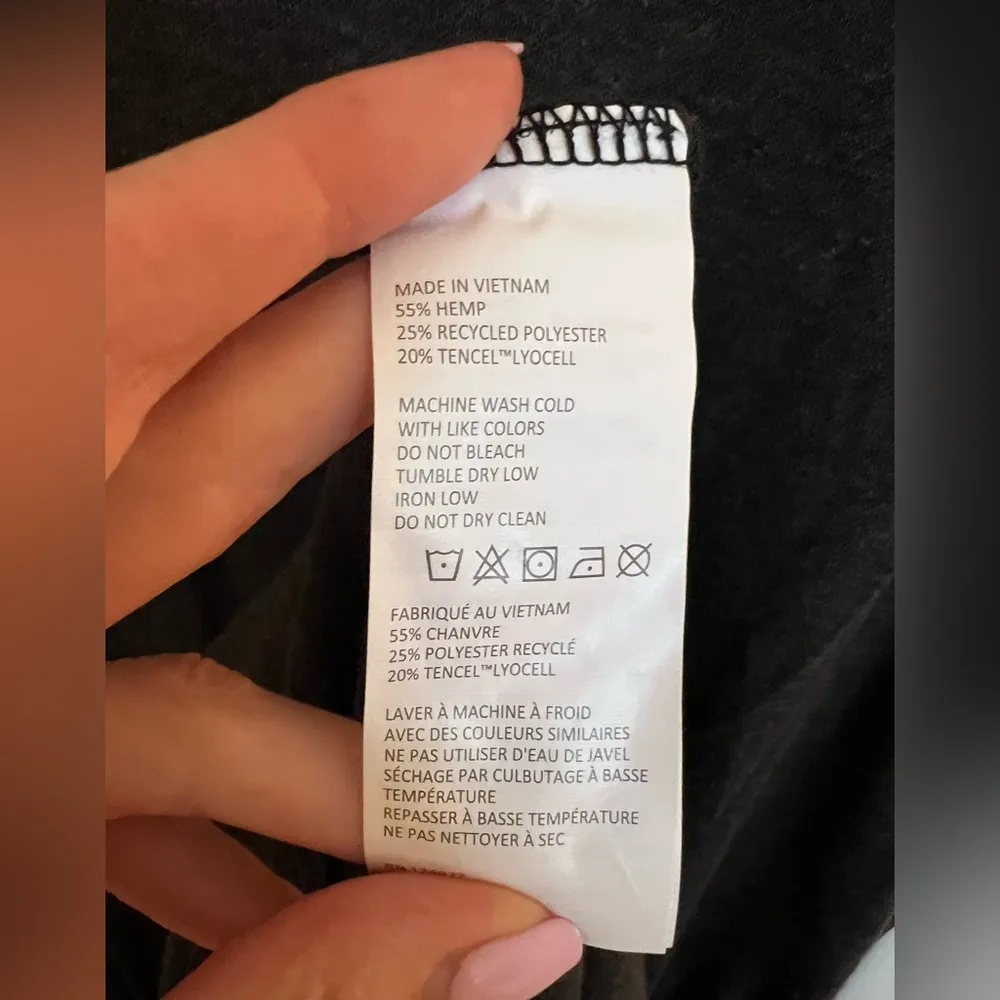 MADE IN VIETNAM
55% HEMP
25% RECYCLED POLYESTER
20% TENCEL™LYOCELL
MACHINE WASH COLD
WITH LIKE COLORS
DO NOT BLEACH
TUMBLE DRY LOW
IRON LOW
DO NOT DRY CLEAN
FABRIQUÉ AU VIETNAM
55% CHANVRE
25% POLYESTER RECYCLÉ
20% TENCEL™LYOCELL
LAVER À MACHINE À FROID
AVEC DES COULEURS SIMILAIRES
NE PAS UTILISER D'EAU DE JAVEL
SÉCHAGE PAR CULBUTAGE À BASSE
TEMPÉRATURE
REPASSER À BASSE TEMPÉRATURE
NE PAS NETTOYER À SEC